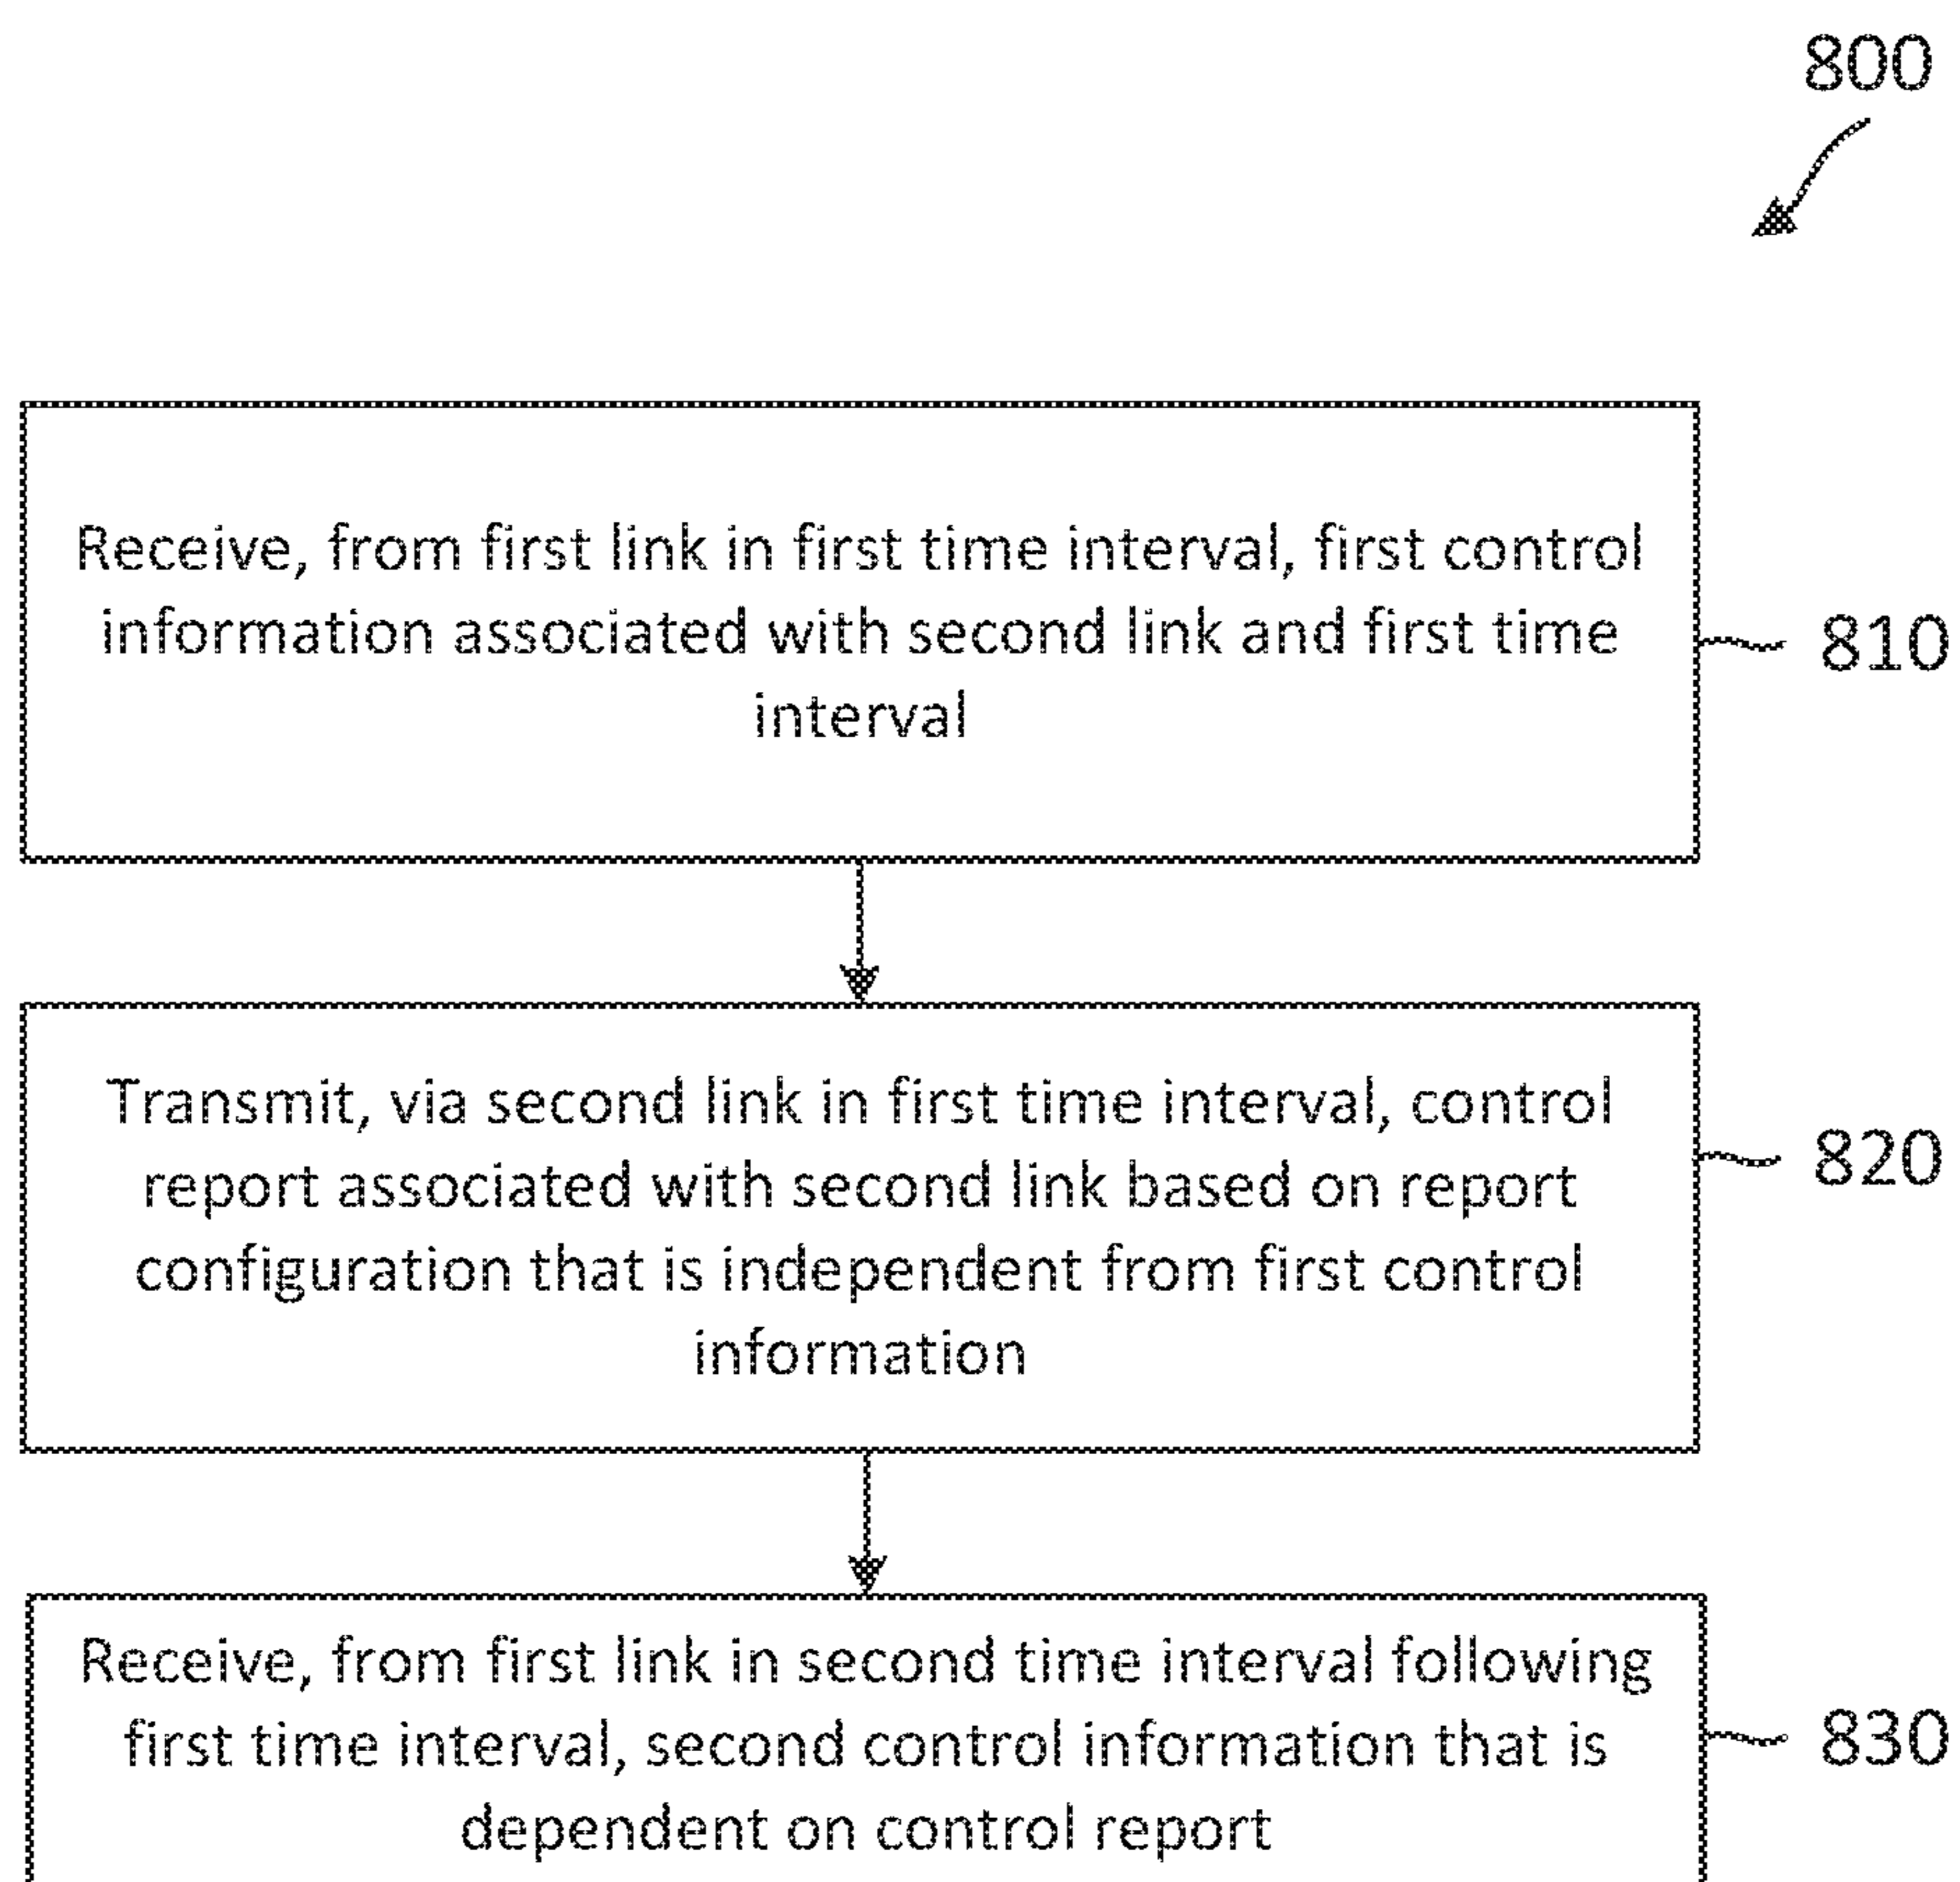 800
Receive, from first link in first time interval, first control
information associated with second link and first time
interval
810
Transmit, via second link in first time interval, control
report associated with second link based on report
configuration that is independent from first control
information
820
Receive, from first link in second time interval following
first time interval, second control information that is
dependent on control report
830